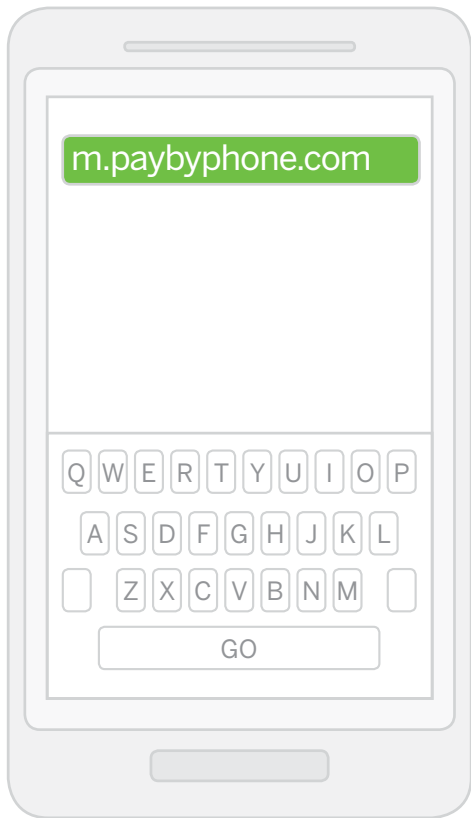 m.paybyphone.com
Q W E R T Y U I O P
A S D F G H J K L
Z X C V B N M
GO